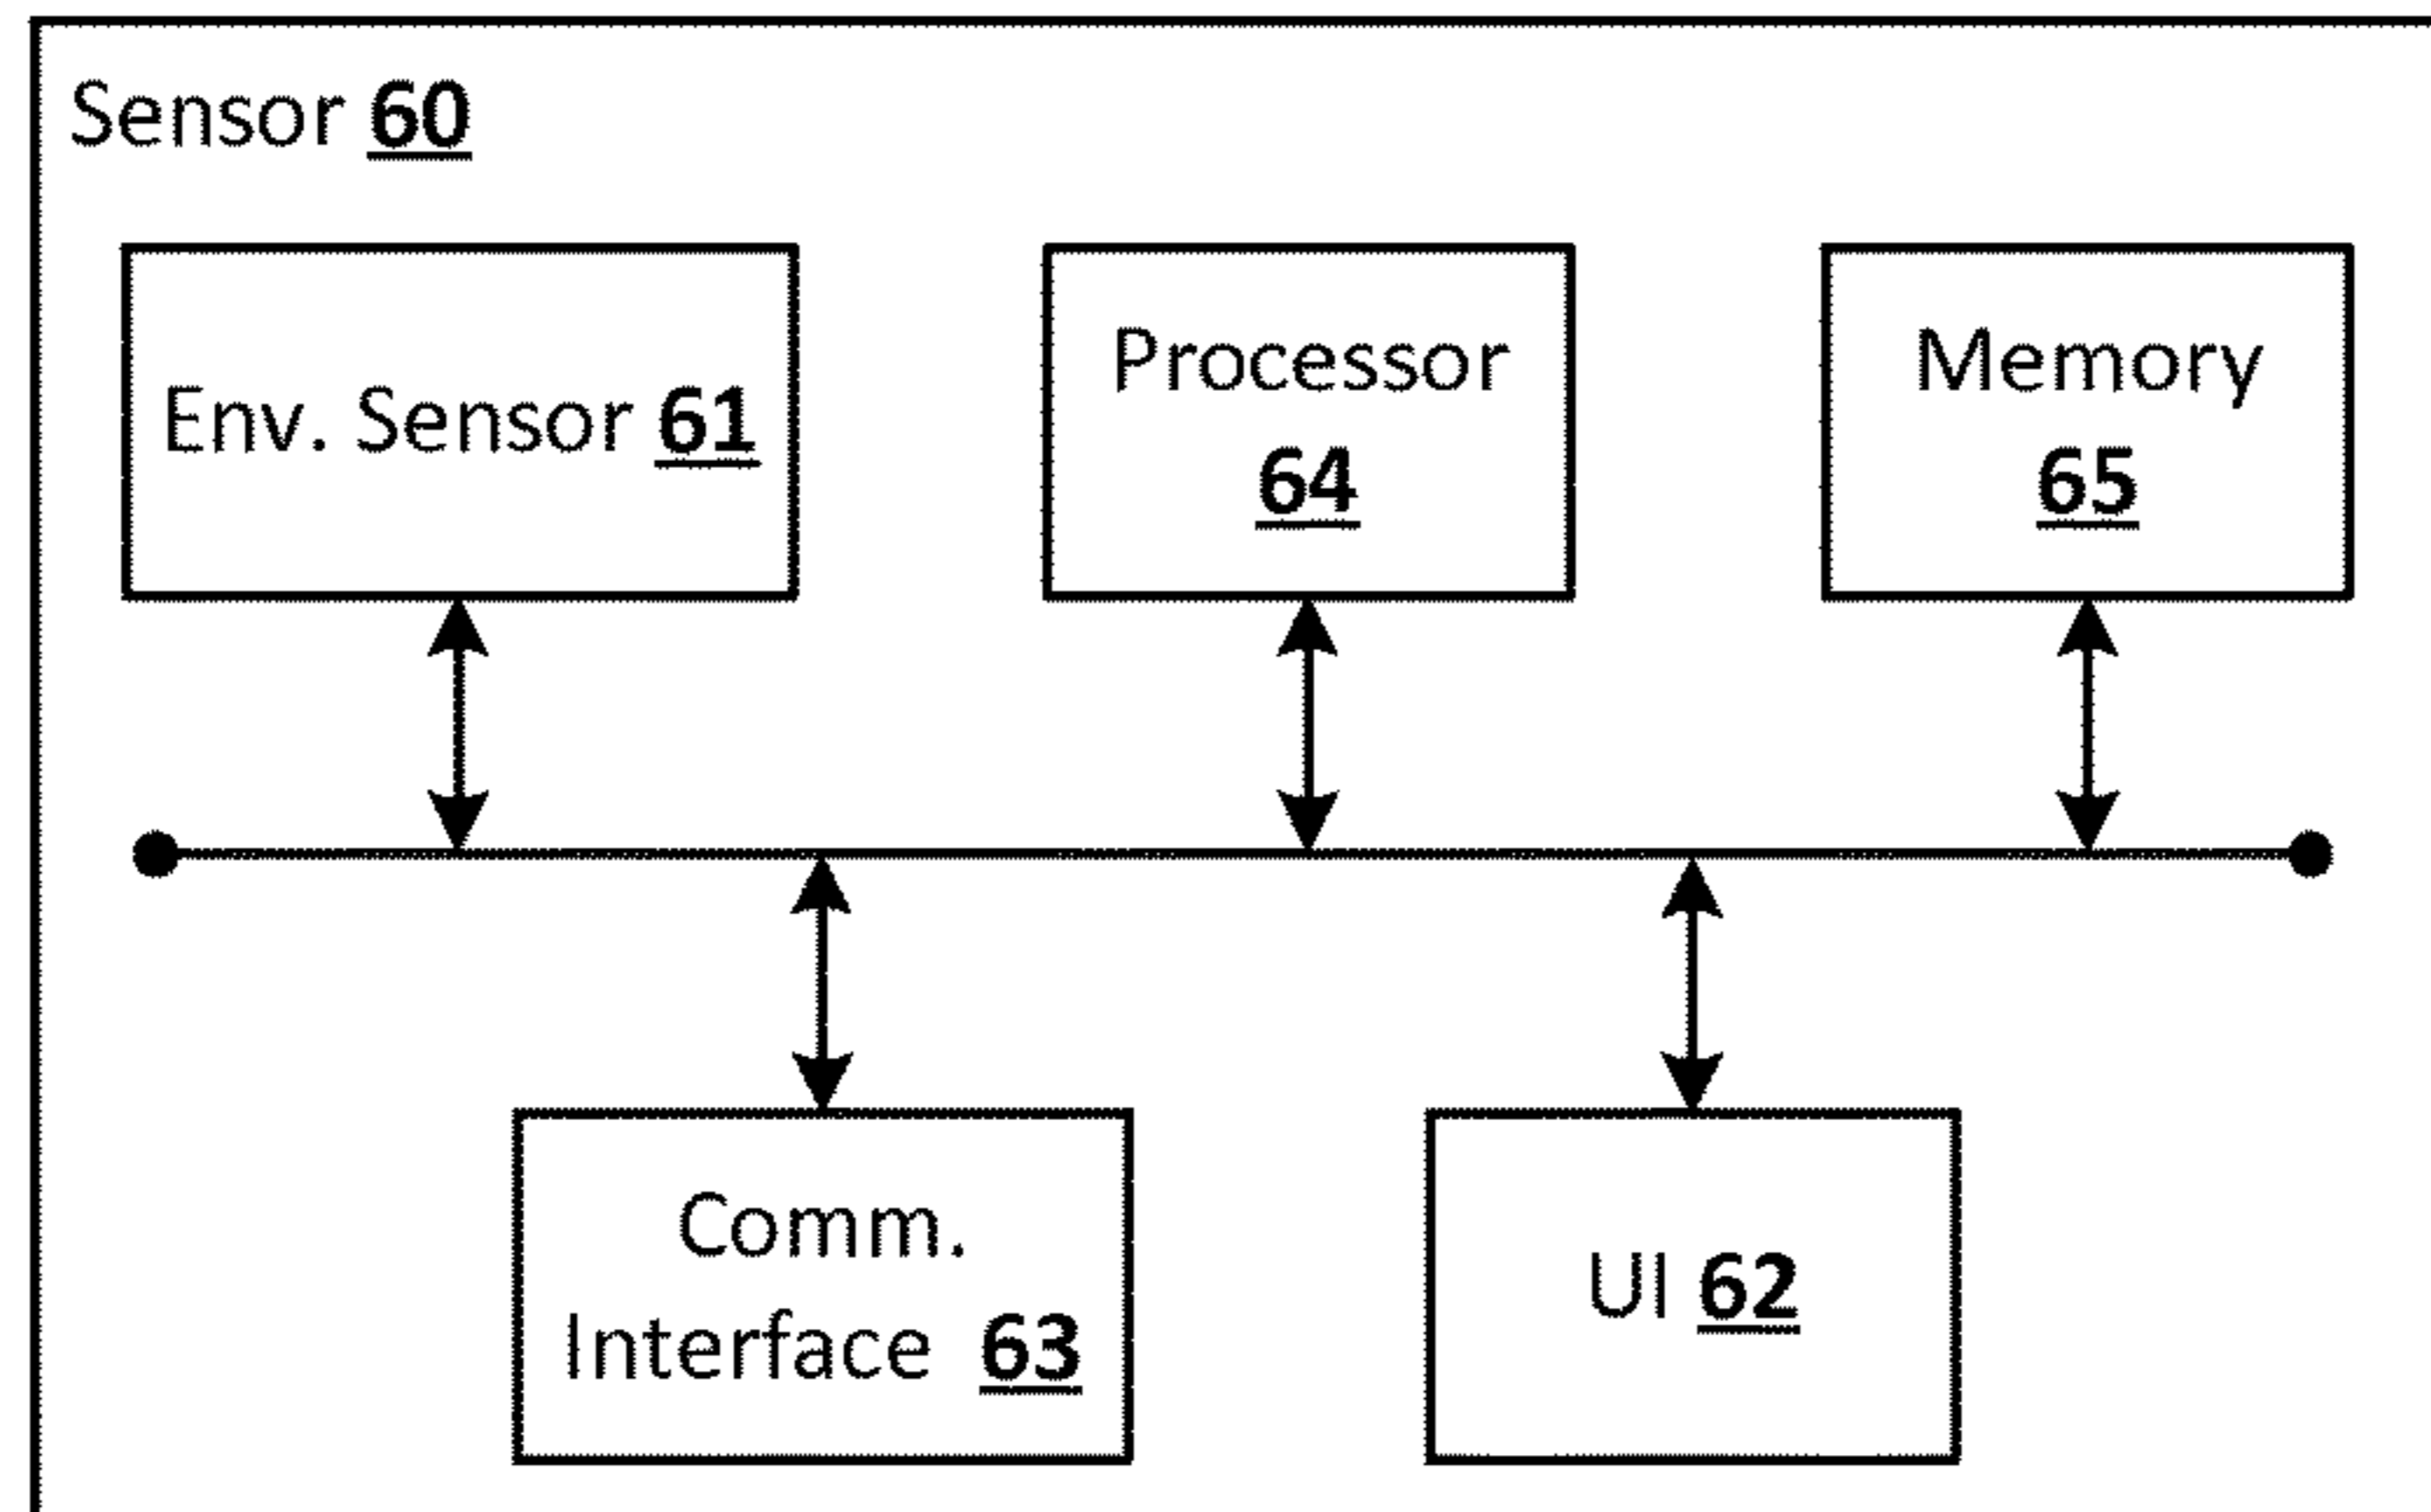 Sensor 60
Env. Sensor 61
Processor
64
Memory
65
Comm.
Interface 63
UI 62